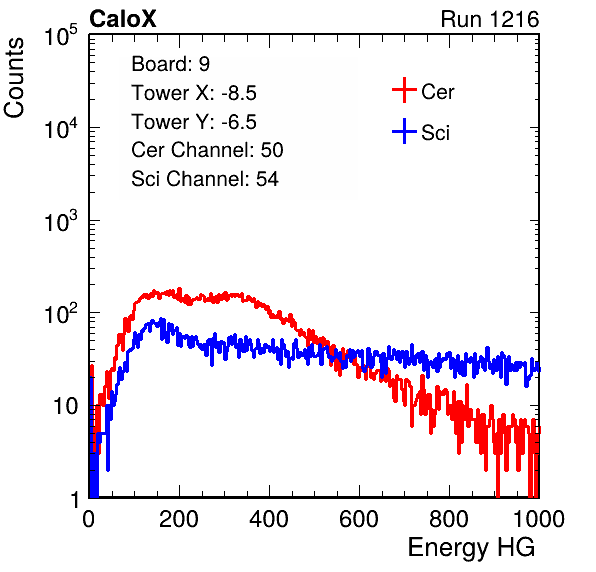 CaloX Run 1216
Counts
10^5
10^4
10^3
10^2
10
1
Board: 9
Tower X: -8.5
Tower Y: -6.5
Cer Channel: 50
Sci Channel: 54
Cer
Sci
0 200 400 600 800 1000
Energy HG